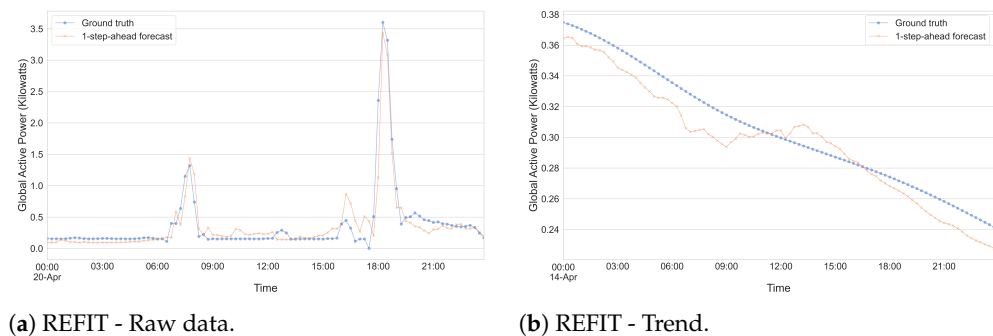 Ground truth
1-step-ahead forecast
Global Active Power (Kilowatts)
3.5
3.0
2.5
2.0
1.5
1.0
0.5
0.0
00:00
20-Apr
03:00
06:00
09:00
12:00
15:00
18:00
21:00
Time
(a) REFIT - Raw data.
Ground truth
1-step-ahead forecast
Global Active Power (Kilowatts)
0.38
0.36
0.34
0.32
0.30
0.28
0.26
0.24
00:00
14-Apr
03:00
06:00
09:00
12:00
15:00
18:00
21:00
Time
(b) REFIT - Trend.